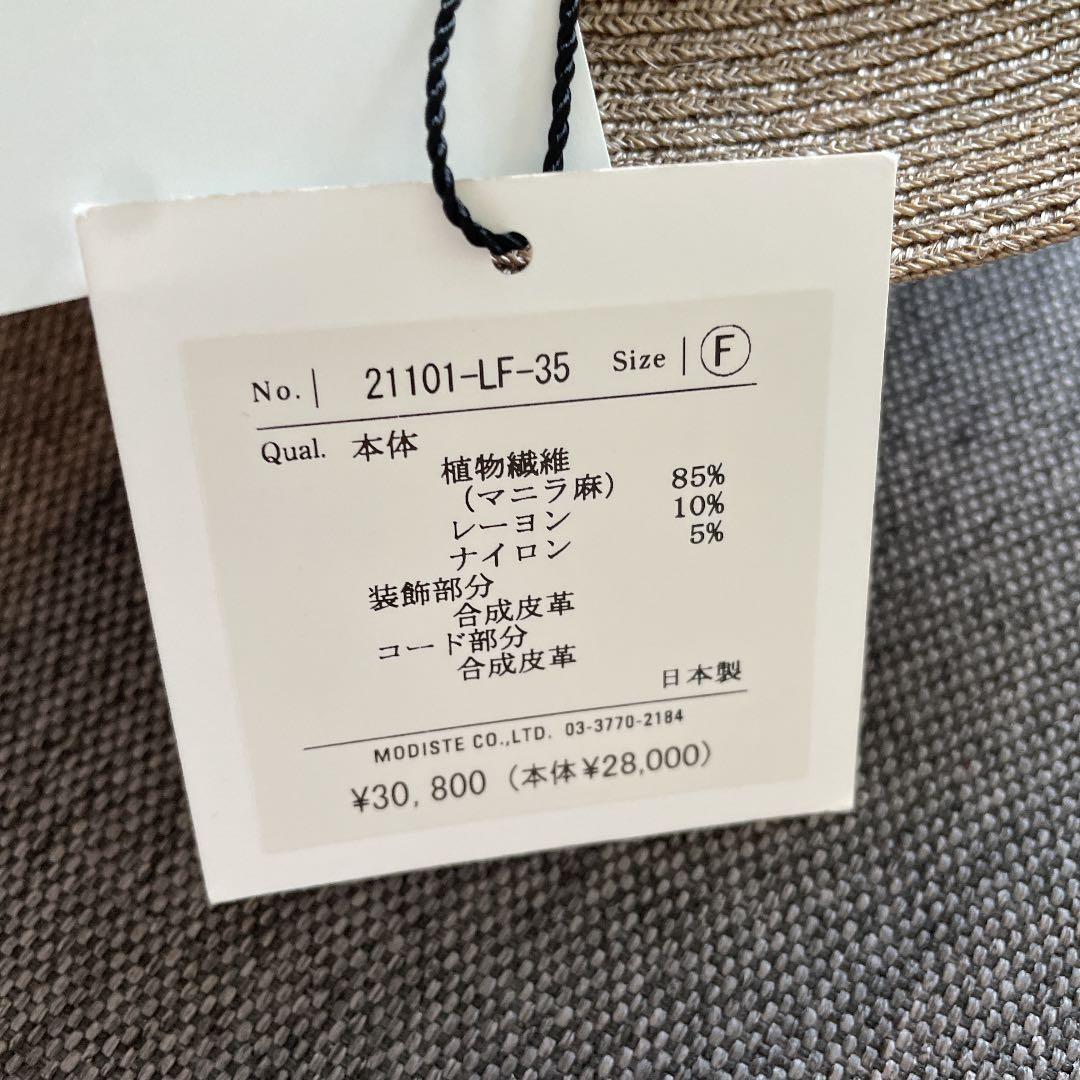 No. | 21101-LF-35 Size | Ⓕ
Qual. 本体
植物繊維
(マニラ麻) 85%
レーヨン 10%
ナイロン 5%
装飾部分
合成皮革
コード部分
合成皮革
日本製
MODISTE CO.,LTD. 03-3770-2184
¥30,800(本体¥28,000)